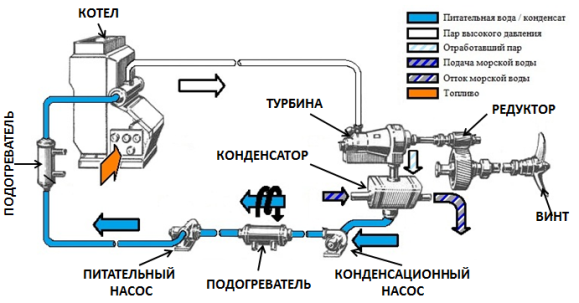 КОТЕЛ
Питательная вода / конденсат
Пар высокого давления
Отработавший пар
Подача морской воды
Отток морской воды
Топливо
ТУРБИНА
РЕДУКТОР
ПОДОГРЕВАТЕЛЬ
КОНДЕНСАТОР
ВИНТ
ПИТАТЕЛЬНЫЙ
НАСОС
ПОДОГРЕВАТЕЛЬ
КОНДЕНСАЦИОННЫЙ
НАСОС